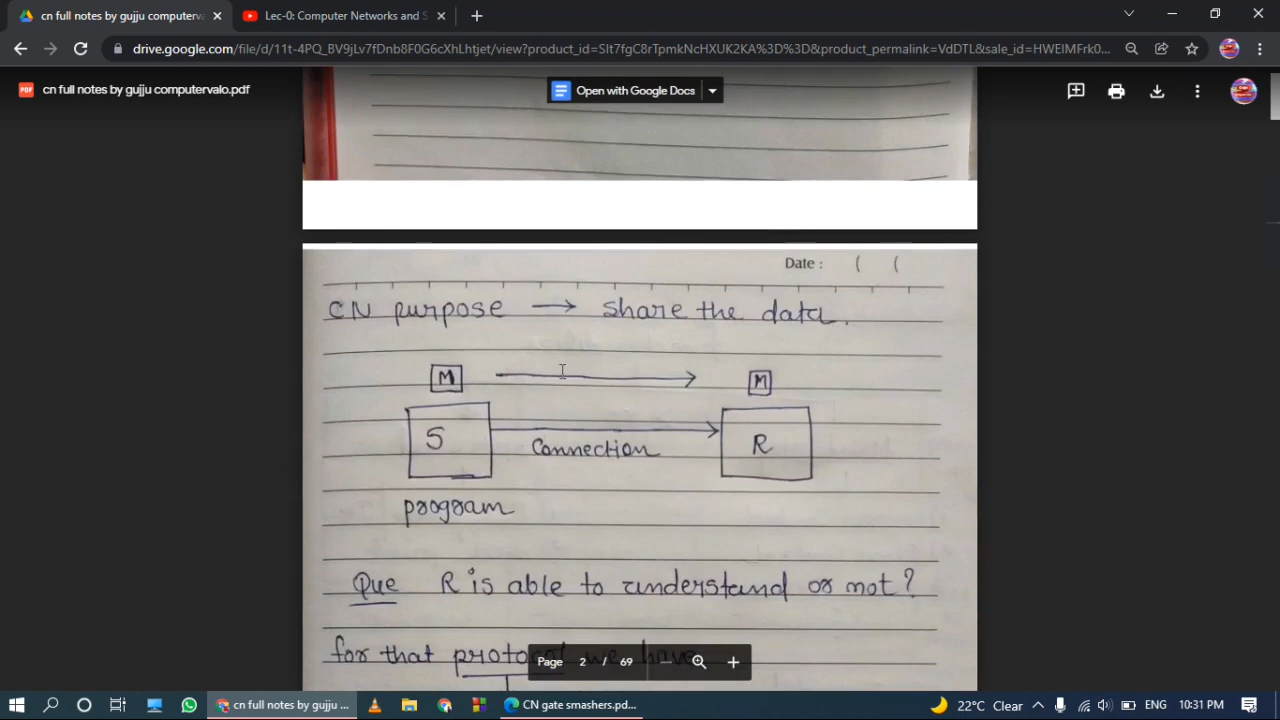 cn full notes by gujju computerva
Lec-0: Computer Networks and S
drive.google.com/file/d/11t-4PQ_BV9jLv7fDnb8F0G6cXhLhtjet/view?product_id=SIt7fgC8rTpmkNcHXUK2KA%3D%3D&product_permalink=VdDTL&sale_id=HWEIMFrk0...
PDF cn full notes by gujju computervalo.pdf
Open with Google Docs
Date : ( (
CN purpose → share the data.
M → M
S Connection R
program
Que R is able to understand or not?
for that protocol we have
Page 2 / 69
cn full notes by gujju ...
CN gate smashers.pd...
22°C Clear
ENG
10:31 PM